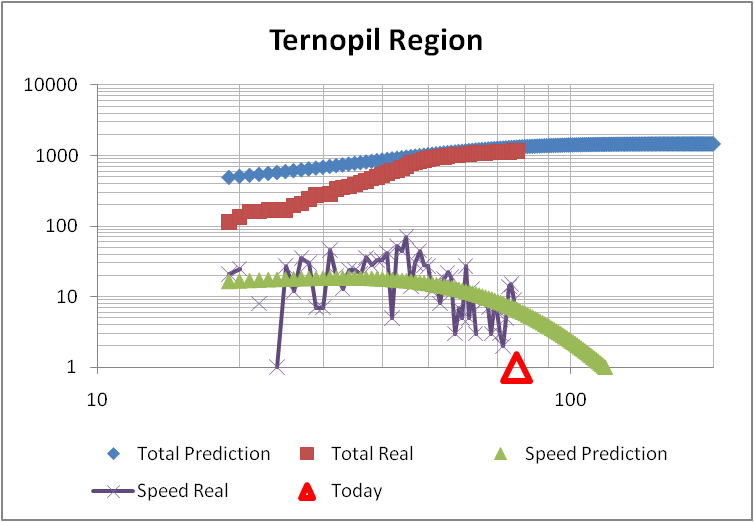 Ternopil Region
10000
1000
100
10
1
10 100
Total Prediction Total Real Speed Prediction
Speed Real Today